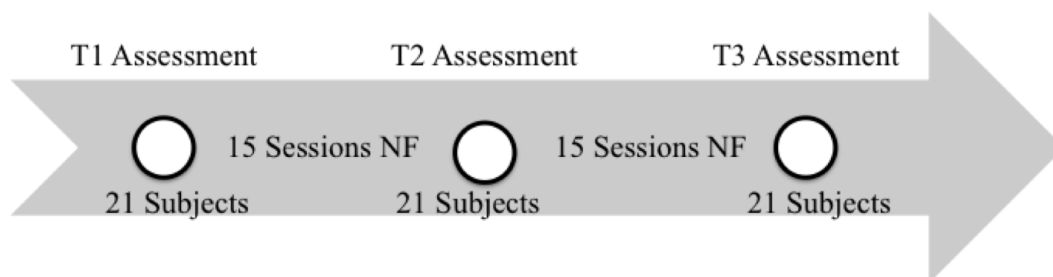 T1 Assessment T2 Assessment T3 Assessment
15 Sessions NF 15 Sessions NF
21 Subjects 21 Subjects 21 Subjects